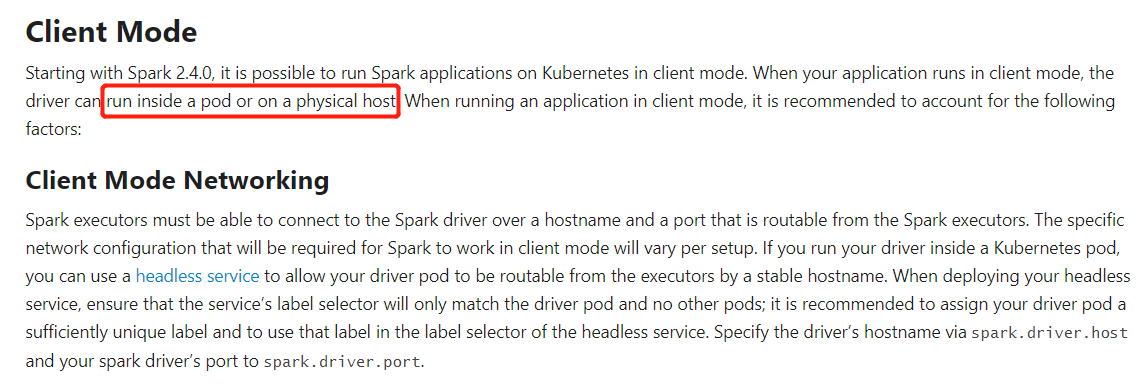 Client Mode
Starting with Spark 2.4.0, it is possible to run Spark applications on Kubernetes in client mode. When your application runs in client mode, the
driver can run inside a pod or on a physical host. When running an application in client mode, it is recommended to account for the following
factors:
Client Mode Networking
Spark executors must be able to connect to the Spark driver over a hostname and a port that is routable from the Spark executors. The specific
network configuration that will be required for Spark to work in client mode will vary per setup. If you run your driver inside a Kubernetes pod,
you can use a headless service to allow your driver pod to be routable from the executors by a stable hostname. When deploying your headless
service, ensure that the service’s label selector will only match the driver pod and no other pods; it is recommended to assign your driver pod a
sufficiently unique label and to use that label in the label selector of the headless service. Specify the driver’s hostname via spark.driver.host
and your spark driver’s port to spark.driver.port.